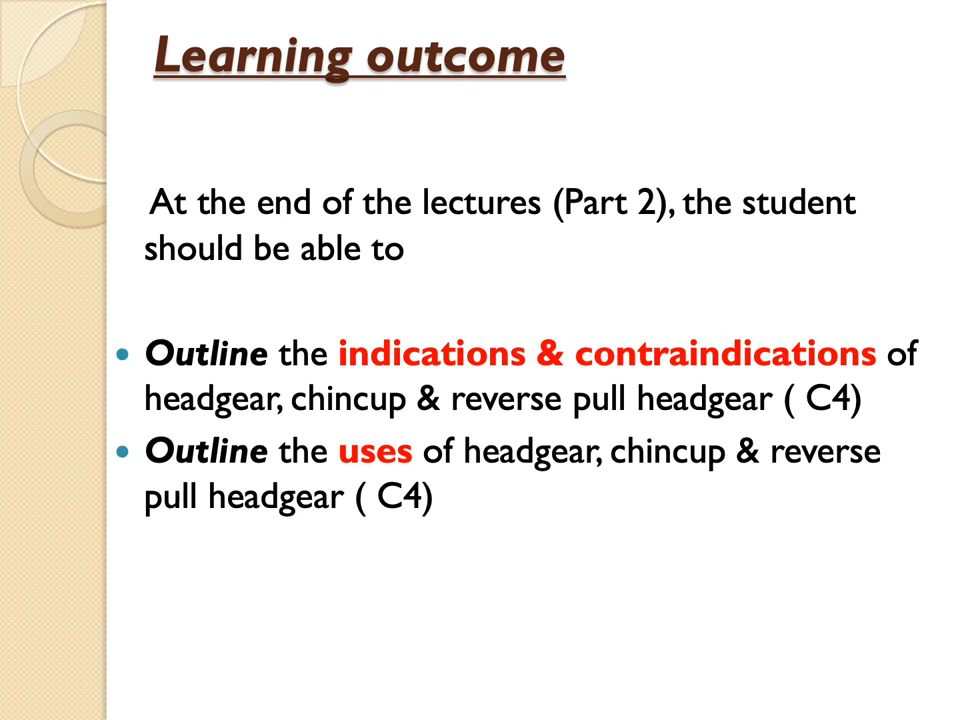 Learning outcome
At the end of the lectures (Part 2), the student
should be able to
• Outline the indications & contraindications of
headgear, chincup & reverse pull headgear ( C4)
• Outline the uses of headgear, chincup & reverse
pull headgear ( C4)